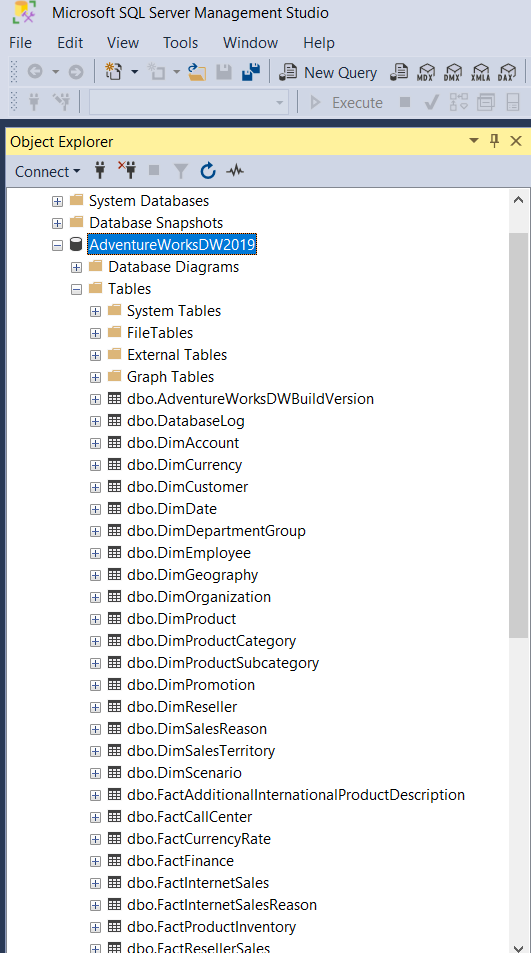 Microsoft SQL Server Management Studio
File Edit View Tools Window Help
New Query MDX DMX XMLA DAX
Execute
Object Explorer
Connect
System Databases
Database Snapshots
AdventureWorksDW2019
Database Diagrams
Tables
System Tables
FileTables
External Tables
Graph Tables
dbo.AdventureWorksDWBuildVersion
dbo.DatabaseLog
dbo.DimAccount
dbo.DimCurrency
dbo.DimCustomer
dbo.DimDate
dbo.DimDepartmentGroup
dbo.DimEmployee
dbo.DimGeography
dbo.DimOrganization
dbo.DimProduct
dbo.DimProductCategory
dbo.DimProductSubcategory
dbo.DimPromotion
dbo.DimReseller
dbo.DimSalesReason
dbo.DimSalesTerritory
dbo.DimScenario
dbo.FactAdditionalInternationalProductDescription
dbo.FactCallCenter
dbo.FactCurrencyRate
dbo.FactFinance
dbo.FactInternetSales
dbo.FactInternetSalesReason
dbo.FactProductInventory
dbo.FactResellerSales